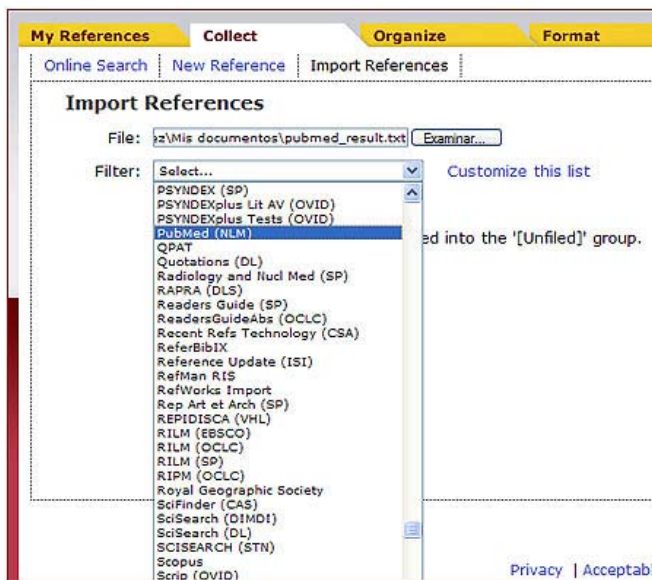 My References Collect Organize Format
Online Search New Reference Import References
Import References
File: ez\Mis documentos\pubmed_result.txt Examinar...
Filter: Select... Customize this list
PSYNDEX (SP)
PSYNDEXplus Lit AV (OVID)
PSYNDEXplus Tests (OVID)
PubMed (NLM) ed into the '[Unfiled]' group.
QPAT
Quotations (DL)
Radiology and Nucl Med (SP)
RAPRA (DLS)
Readers Guide (SP)
ReadersGuideAbs (OCLC)
Recent Refs Technology (CSA)
ReferBibIX
Reference Update (ISI)
RefMan RIS
RefWorks Import
Rep Art et Arch (SP)
REPIDISCA (VHL)
RILM (EBSCO)
RILM (OCLC)
RILM (SP)
RIPM (OCLC)
Royal Geographic Society
SciFinder (CAS)
SciSearch (DIMDI)
SciSearch (DL)
SCISEARCH (STN)
Scopus
Scrip (OVID)
Privacy | Acceptab